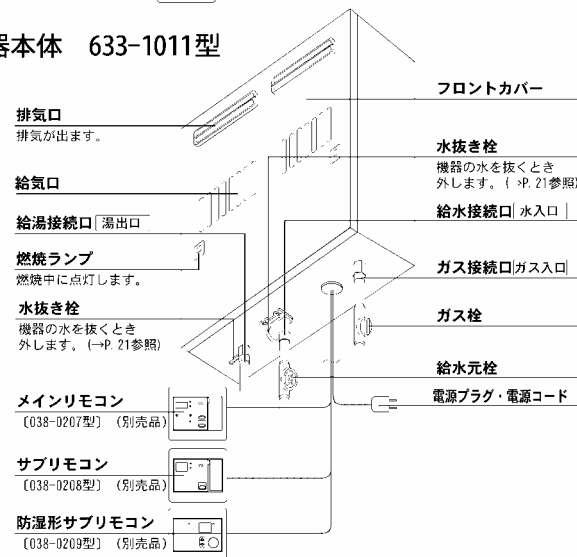 器本体 633-1011型
排気口
排気が出ます。
給気口
給湯接続口 湯出口
燃焼ランプ
燃焼中に点灯します。
水抜き栓
機器の水を抜くとき
外します。(→P.21参照)
メインリモコン
〔038-0207型〕(別売品)
サブリモコン
〔038-0208型〕(別売品)
防湿形サブリモコン
〔038-0209型〕(別売品)
フロントカバー
水抜き栓
機器の水を抜くとき
外します。(→P.21参照)
給水接続口 水入口
ガス接続口 ガス入口
ガス栓
給水元栓
電源プラグ・電源コード